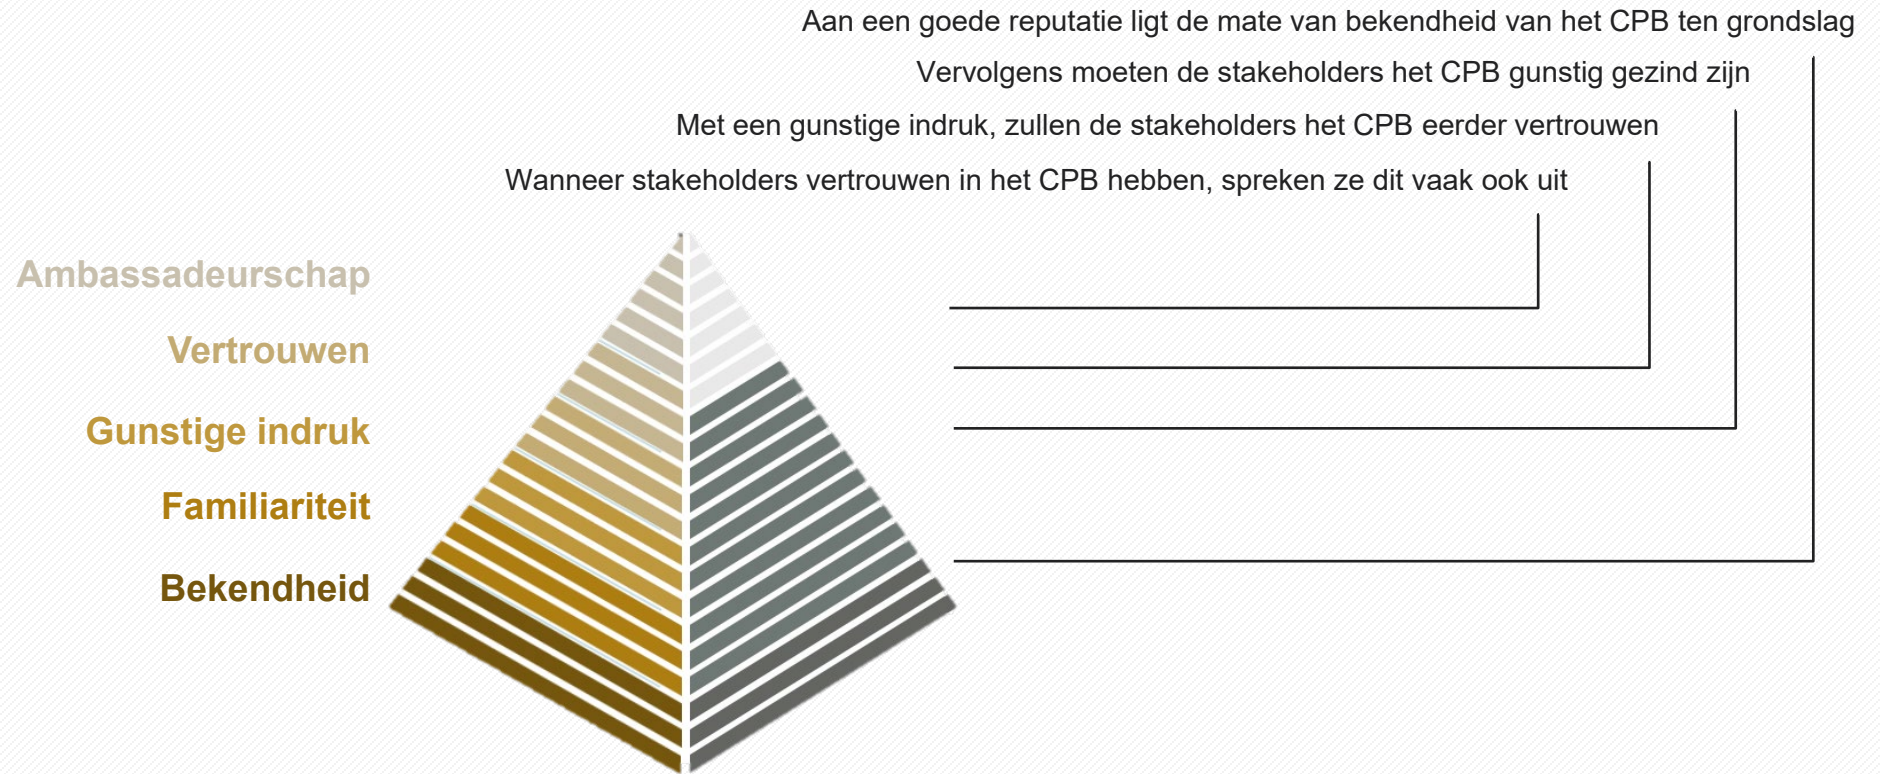 Aan een goede reputatie ligt de mate van bekendheid van het CPB ten grondslag
Vervolgens moeten de stakeholders het CPB gunstig gezind zijn
Met een gunstige indruk, zullen de stakeholders het CPB eerder vertrouwen
Wanneer stakeholders vertrouwen in het CPB hebben, spreken ze dit vaak ook uit
Ambassadeurschap
Vertrouwen
Gunstige indruk
Familiariteit
Bekendheid